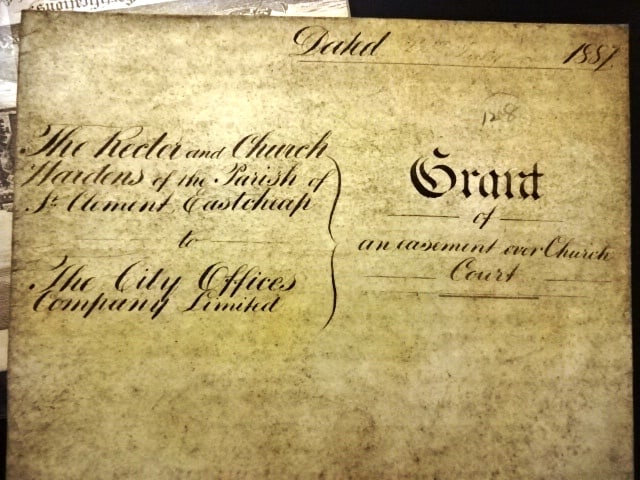 Dated 1887
1208
The Rector and Church
Wardens of the Parish of
St Clement Eastcheap
to
The City Offices
Company Limited
Grant
of
an easement over Church
Court